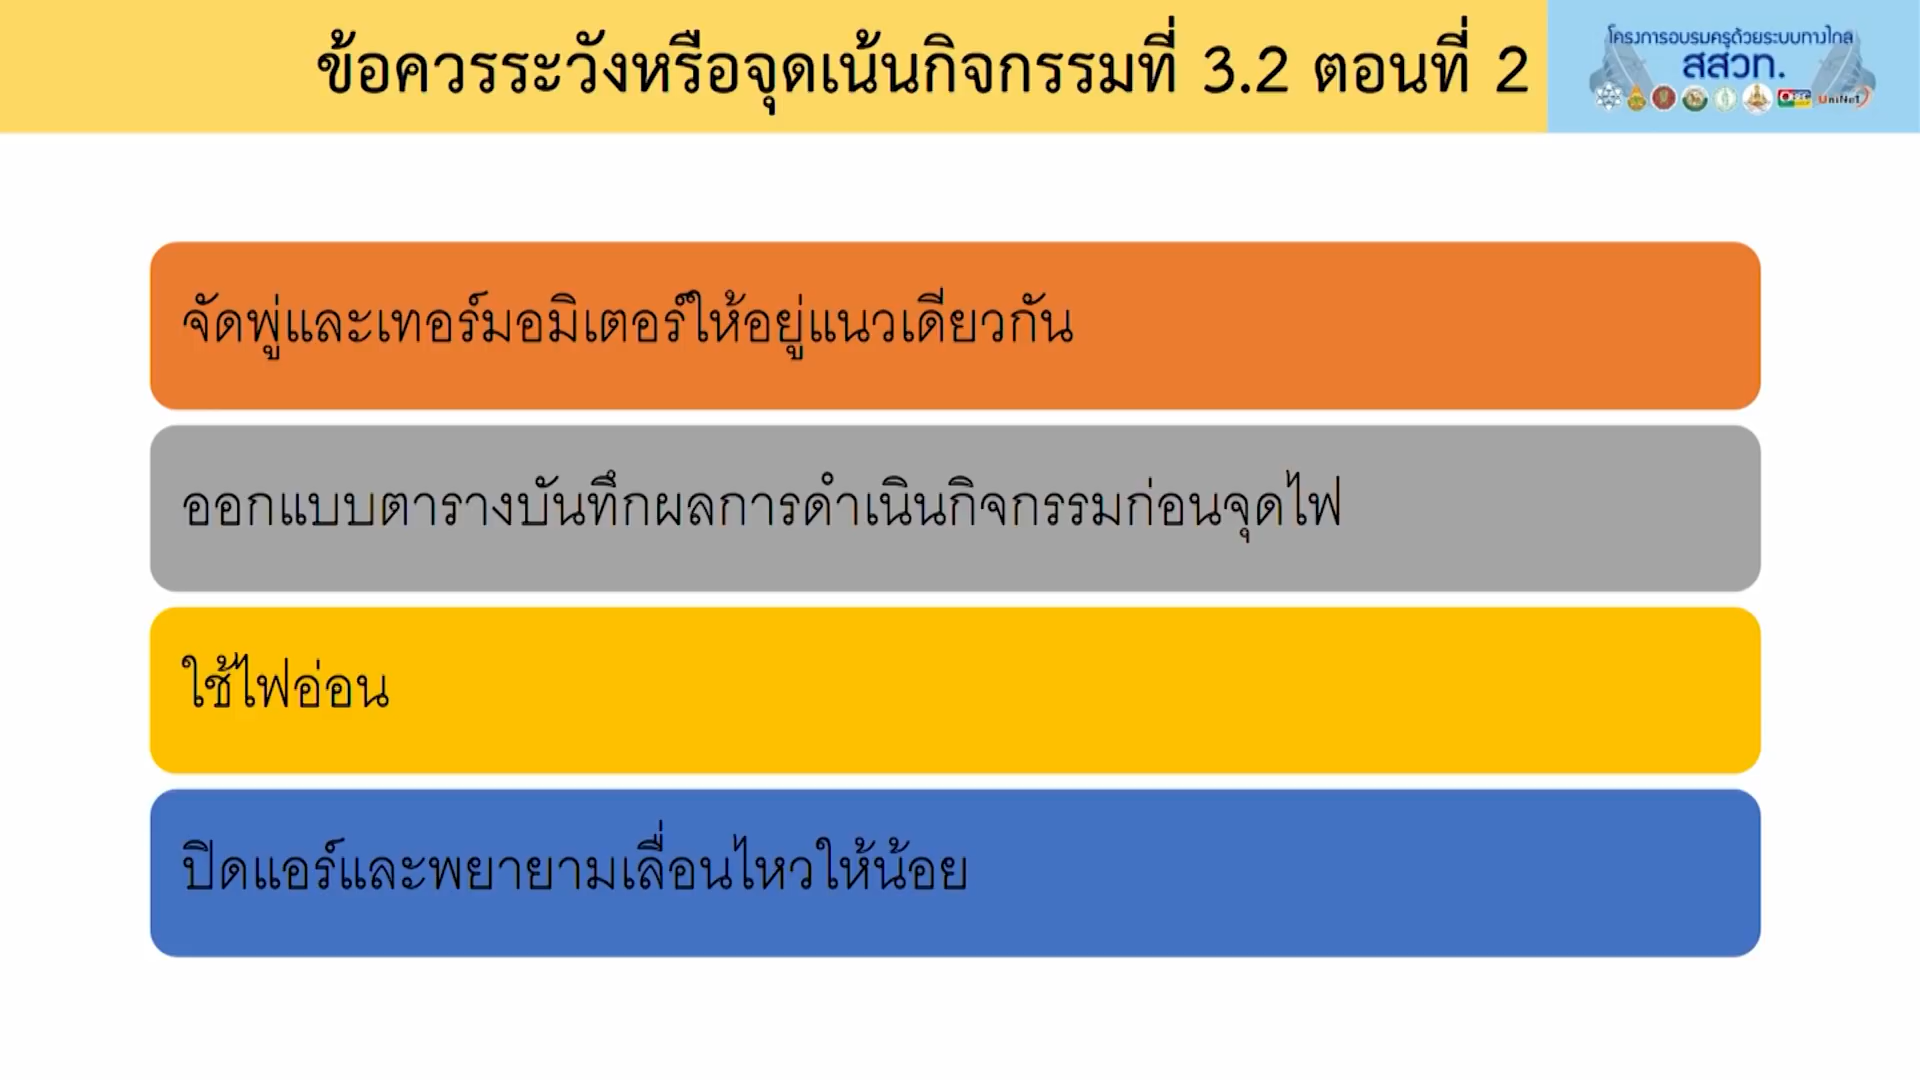 ข้อควรระวังหรือจุดเน้นกิจกรรมที่ 3.2 ตอนที่ 2
โครงการอบรมครูด้วยระบบทางไกล
สสวท.
UniNet
จัดพู่และเทอร์มอมิเตอร์ให้อยู่แนวเดียวกัน
ออกแบบตารางบันทึกผลการดำเนินกิจกรรมก่อนจุดไฟ
ใช้ไฟอ่อน
ปิดแอร์และพยายามเลื่อนไหวให้น้อย